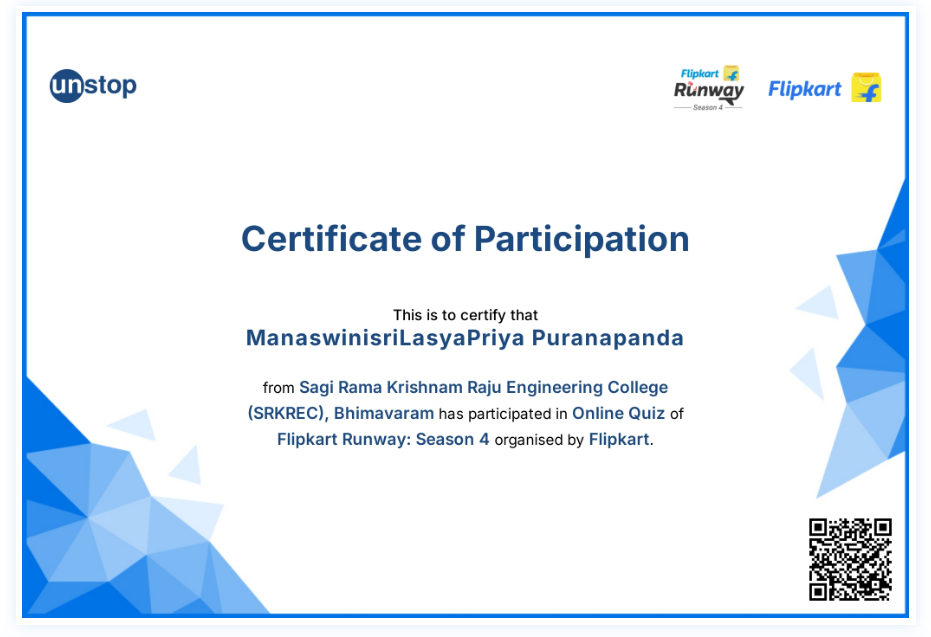 unstop
Flipkart
Runway
Season 4
Flipkart
Certificate of Participation
This is to certify that
ManaswinisriLasyaPriya Puranapanda
from Sagi Rama Krishnam Raju Engineering College
(SRKREC), Bhimavaram has participated in Online Quiz of
Flipkart Runway: Season 4 organised by Flipkart.